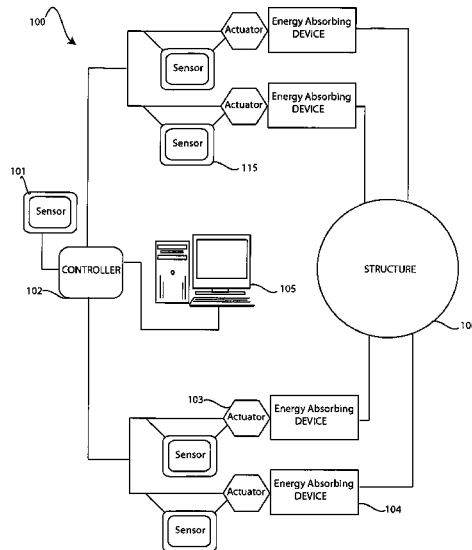 100
Actuator
Energy Absorbing
DEVICE
Sensor
Actuator
Energy Absorbing
DEVICE
Sensor
115
101
Sensor
CONTROLLER
102
105
STRUCTURE
103
Actuator
Energy Absorbing
DEVICE
Sensor
Actuator
Energy Absorbing
DEVICE
104
Sensor